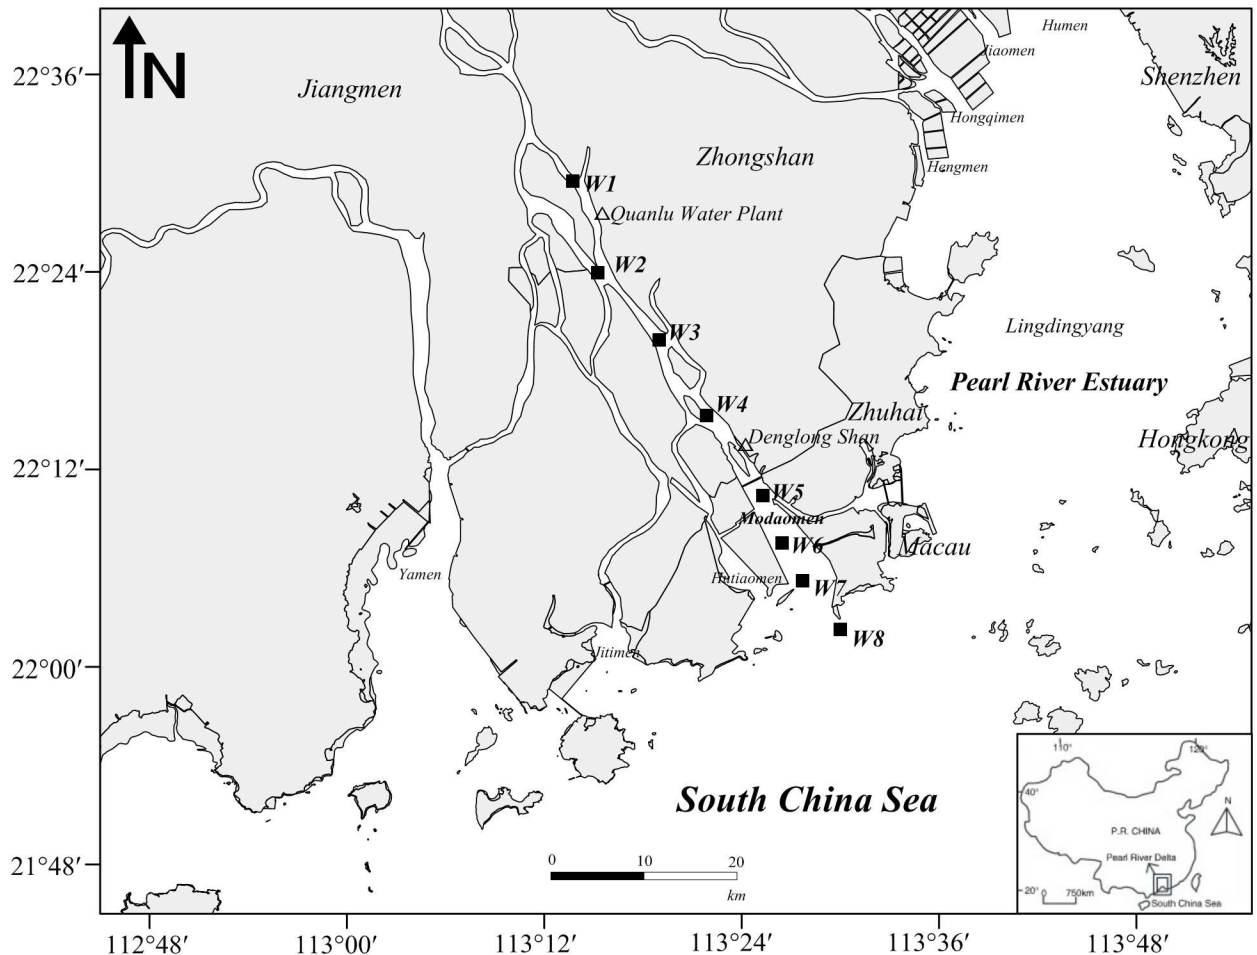 N
Humen
Jiaomen
22°36′
Jiangmen
Shenzhen
Hongqimen
Zhongshan
Hengmen
W1
Quanlu Water Plant
W2
22°24′
Lingdingyang
W3
Pearl River Estuary
W4
Zhuhai
Denglong Shan
Hongkong
22°12′
W5
Modaomen
W6
Macau
Yamen
Hutiaomen
W7
W8
Jitimen
22°00′
South China Sea
110°
120°
40°
N
P.R. CHINA
Pearl River Delta
20°
0
750km
South China Sea
0 10 20
km
21°48′
112°48′ 113°00′ 113°12′ 113°24′ 113°36′ 113°48′